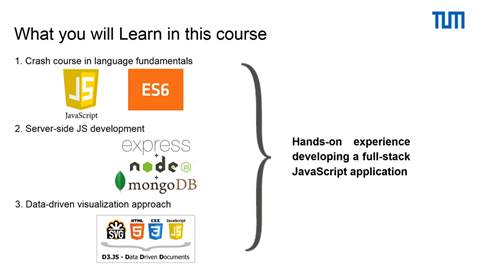 TUM
What you will Learn in this course
1. Crash course in language fundamentals
JS
JavaScript
ES6
2. Server-side JS development
express
+
node JS
+
mongoDB
3. Data-driven visualization approach
SVG
HTML
5
CSS
3
JavaScript
JS
D3.JS - Data Driven Documents
Hands-on experience
developing a full-stack
JavaScript application